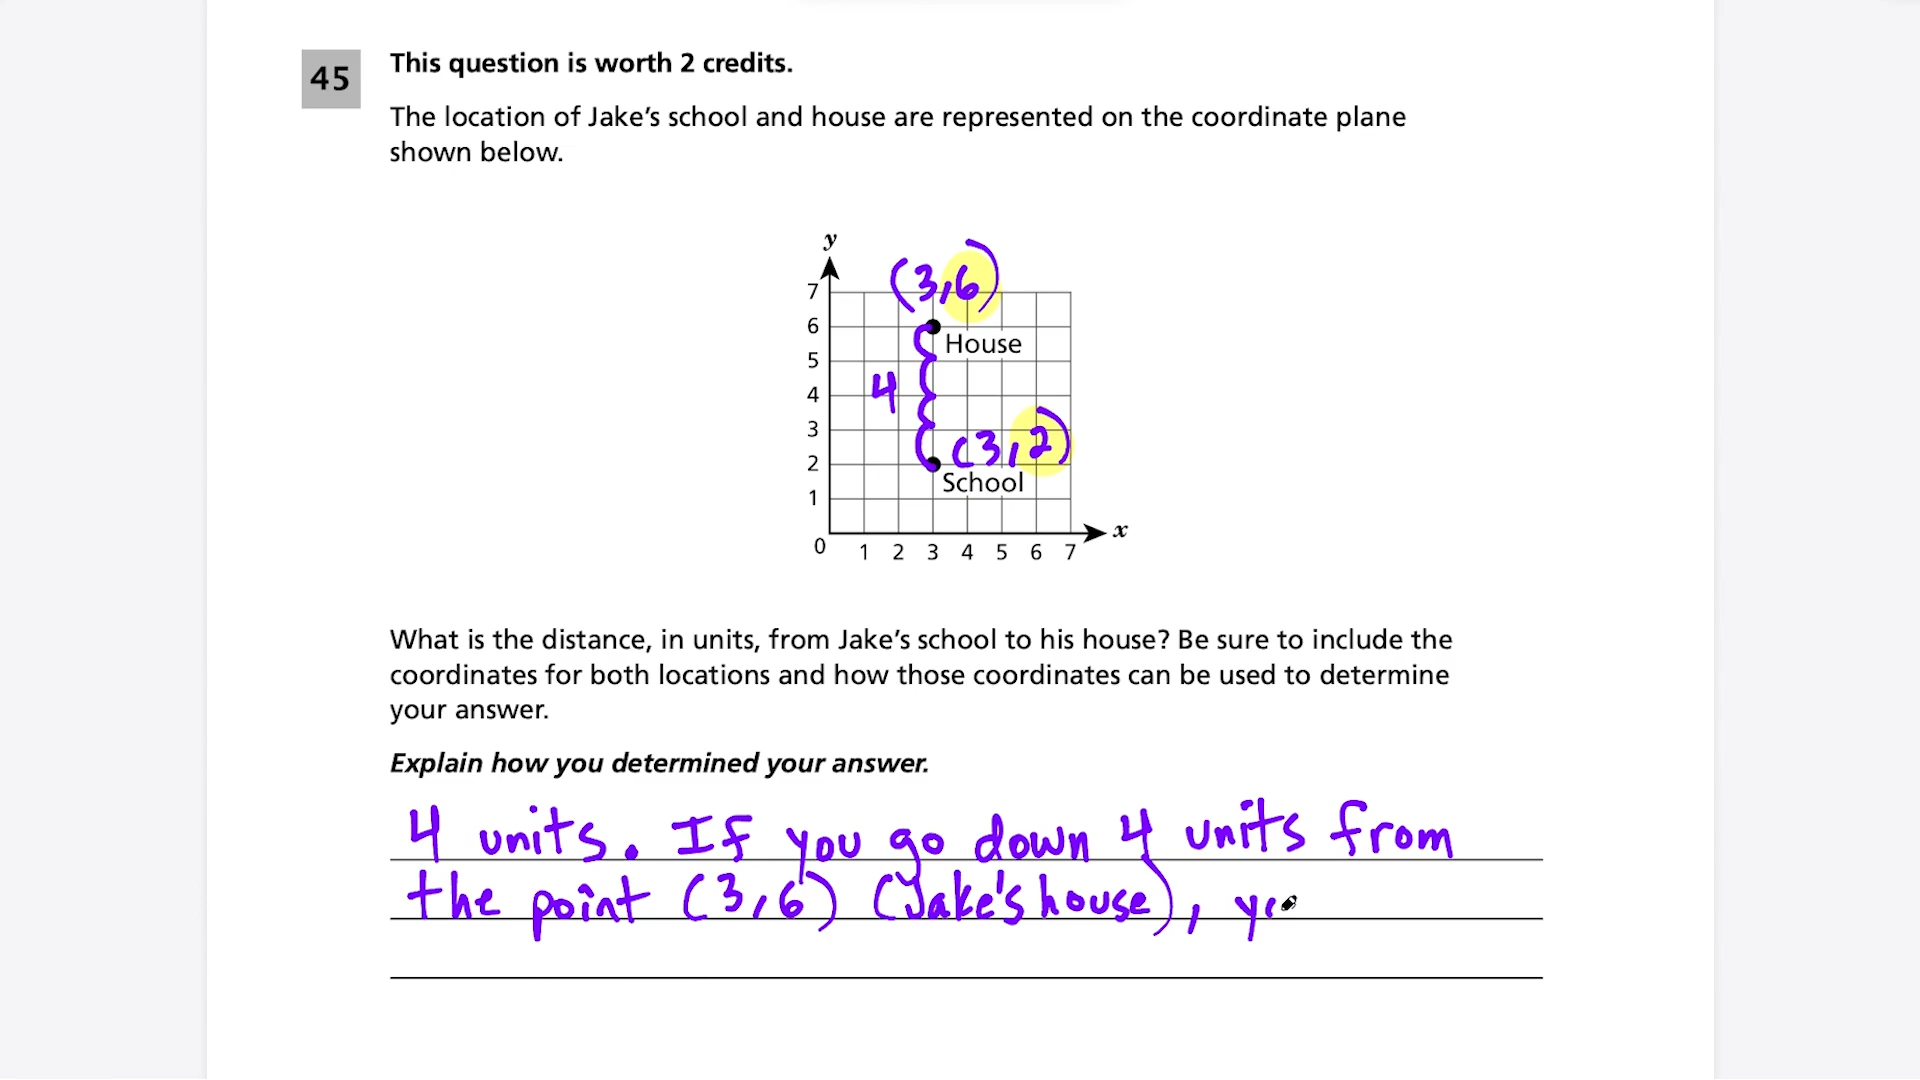 45
This question is worth 2 credits.
The location of Jake's school and house are represented on the coordinate plane
shown below.
y
(3,6)
7
6
House
5
4
4
3
(3,2)
2
School
1
x
0 1 2 3 4 5 6 7
What is the distance, in units, from Jake's school to his house? Be sure to include the
coordinates for both locations and how those coordinates can be used to determine
your answer.
Explain how you determined your answer.
4 units. If you go down 4 units from
the point (3,6) (Jake's house),